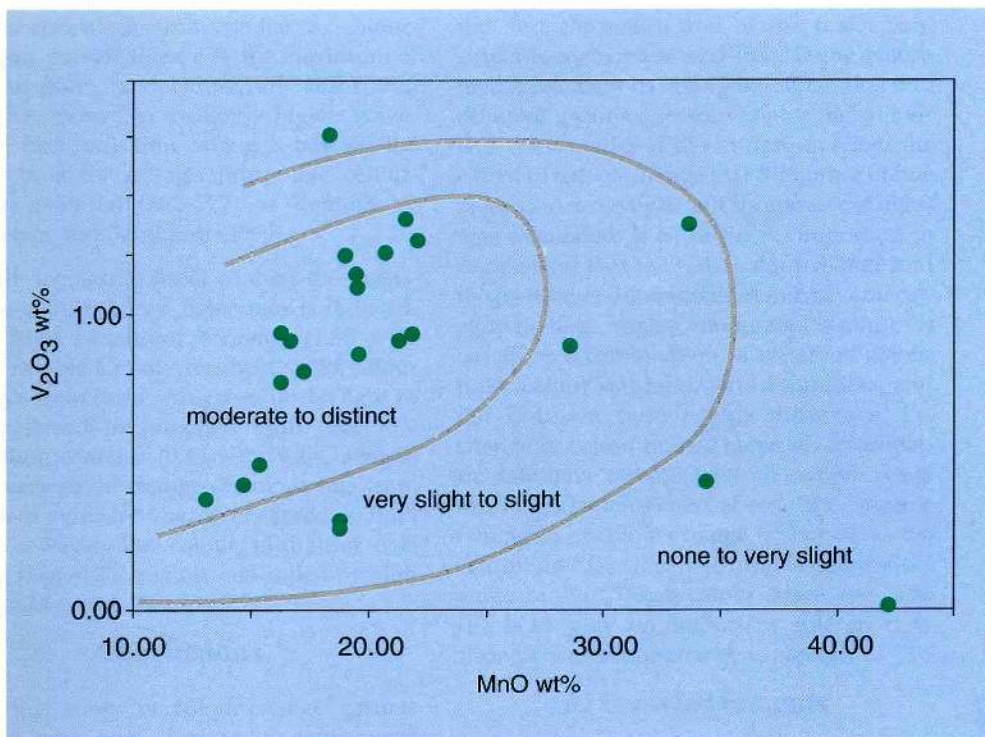 V₂O₃ wt%
1.00
0.00
moderate to distinct
very slight to slight
none to very slight
10.00 20.00 30.00 40.00
MnO wt%